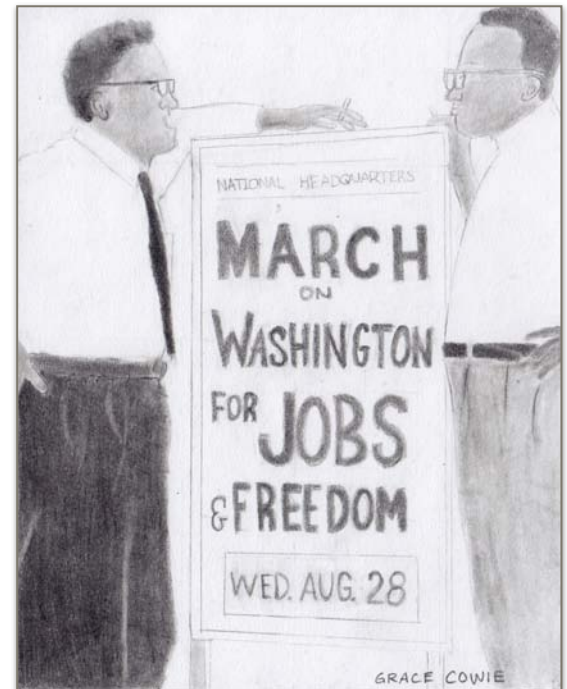 NATIONAL HEADQUARTERS
MARCH
ON
WASHINGTON
FOR JOBS
& FREEDOM
WED. AUG. 28
GRACE COWIE